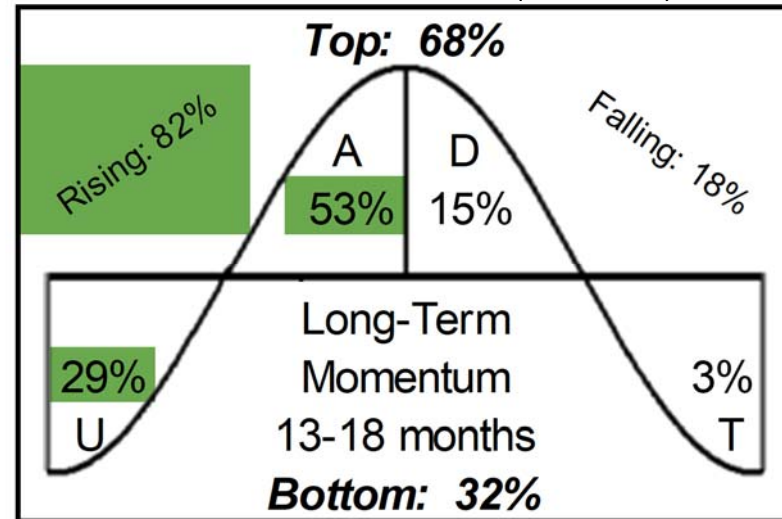 Top: 68%
Rising: 82%
Falling: 18%
A
D
53%
15%
Long-Term
29%
Momentum
3%
U
13-18 months
T
Bottom: 32%